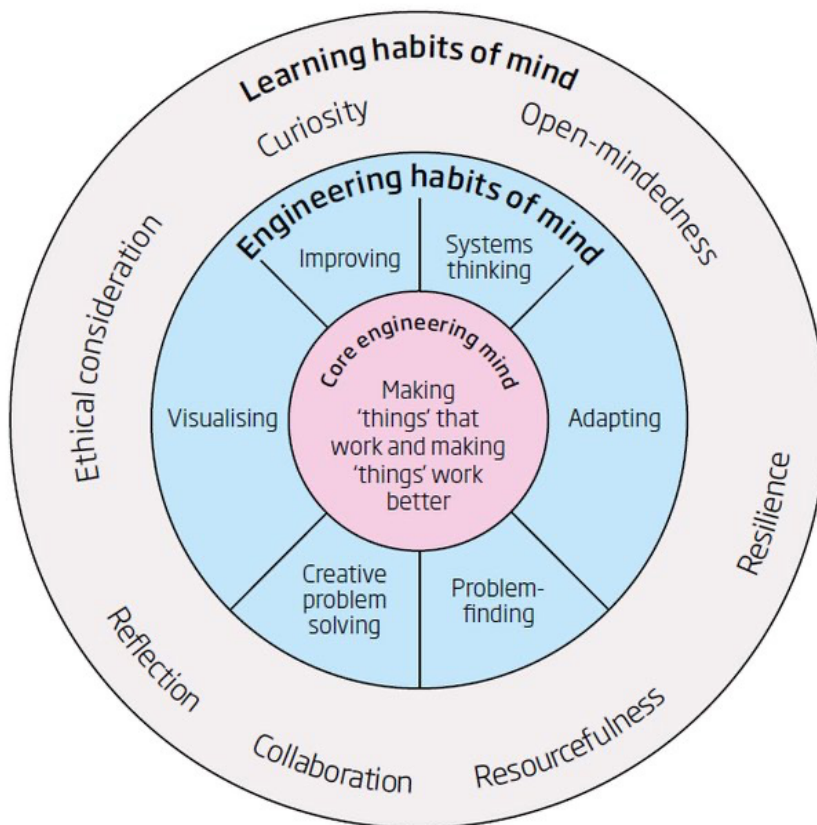 Learning habits of mind
Curiosity
Open-mindedness
Ethical consideration
Resilience
Reflection
Collaboration
Resourcefulness
Engineering habits of mind
Improving
Systems
thinking
Visualising
Adapting
Creative
problem
solving
Problem-
finding
Core engineering mind
Making
‘things’ that
work and making
‘things’ work
better